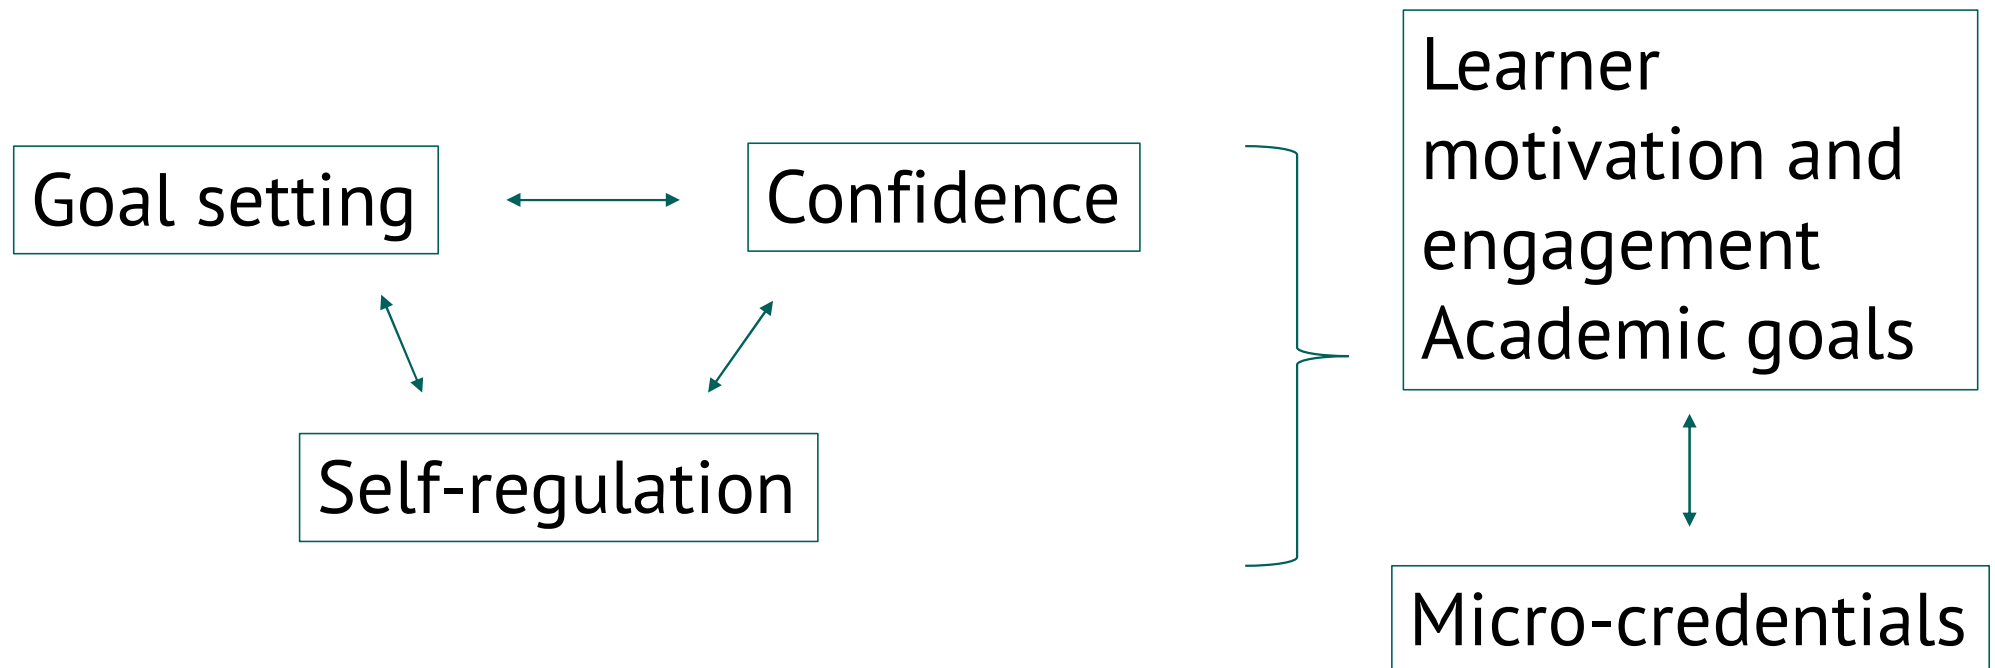 Goal setting
Confidence
Self-regulation
Learner
motivation and
engagement
Academic goals
Micro-credentials